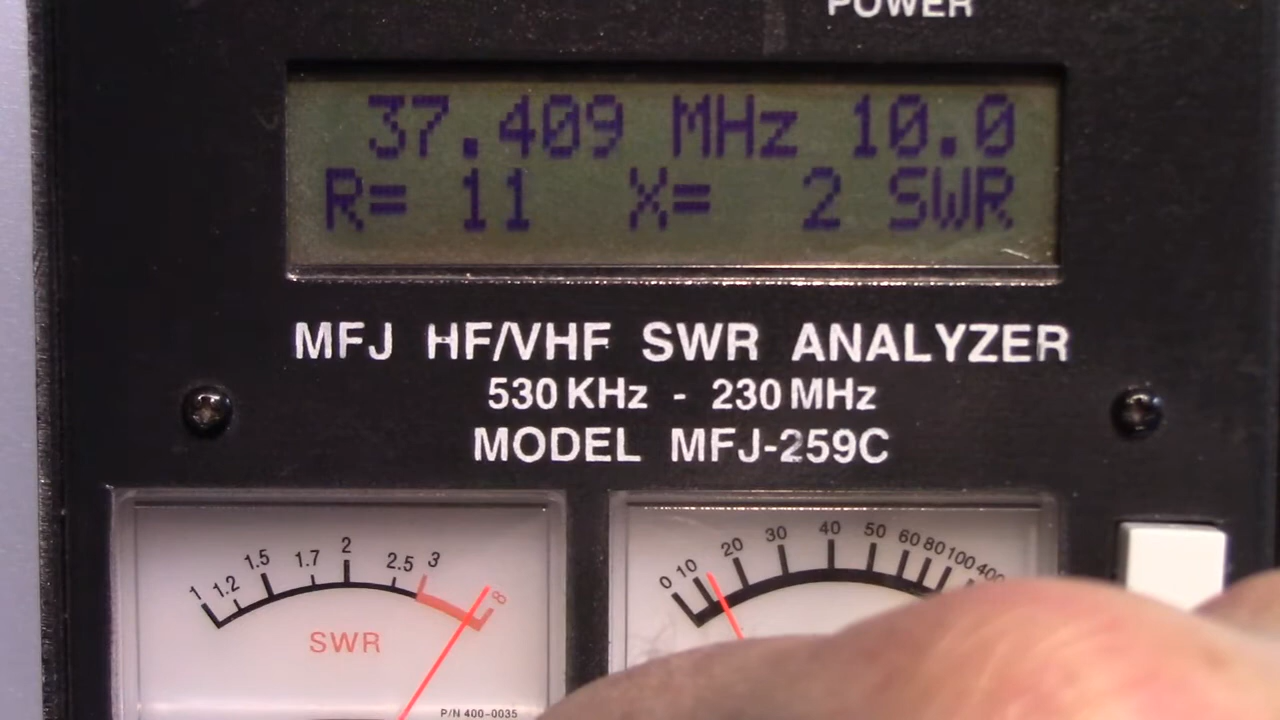 POWER
37.409 MHz 10.0
R= 11 X= 2 SWR
MFJ HF/VHF SWR ANALYZER
530 KHz - 230 MHz
MODEL MFJ-259C
1 1.2 1.5 1.7 2 2.5 3 8
SWR
P/N 400-0035
0 10 20 30 40 50 60 80 100 400